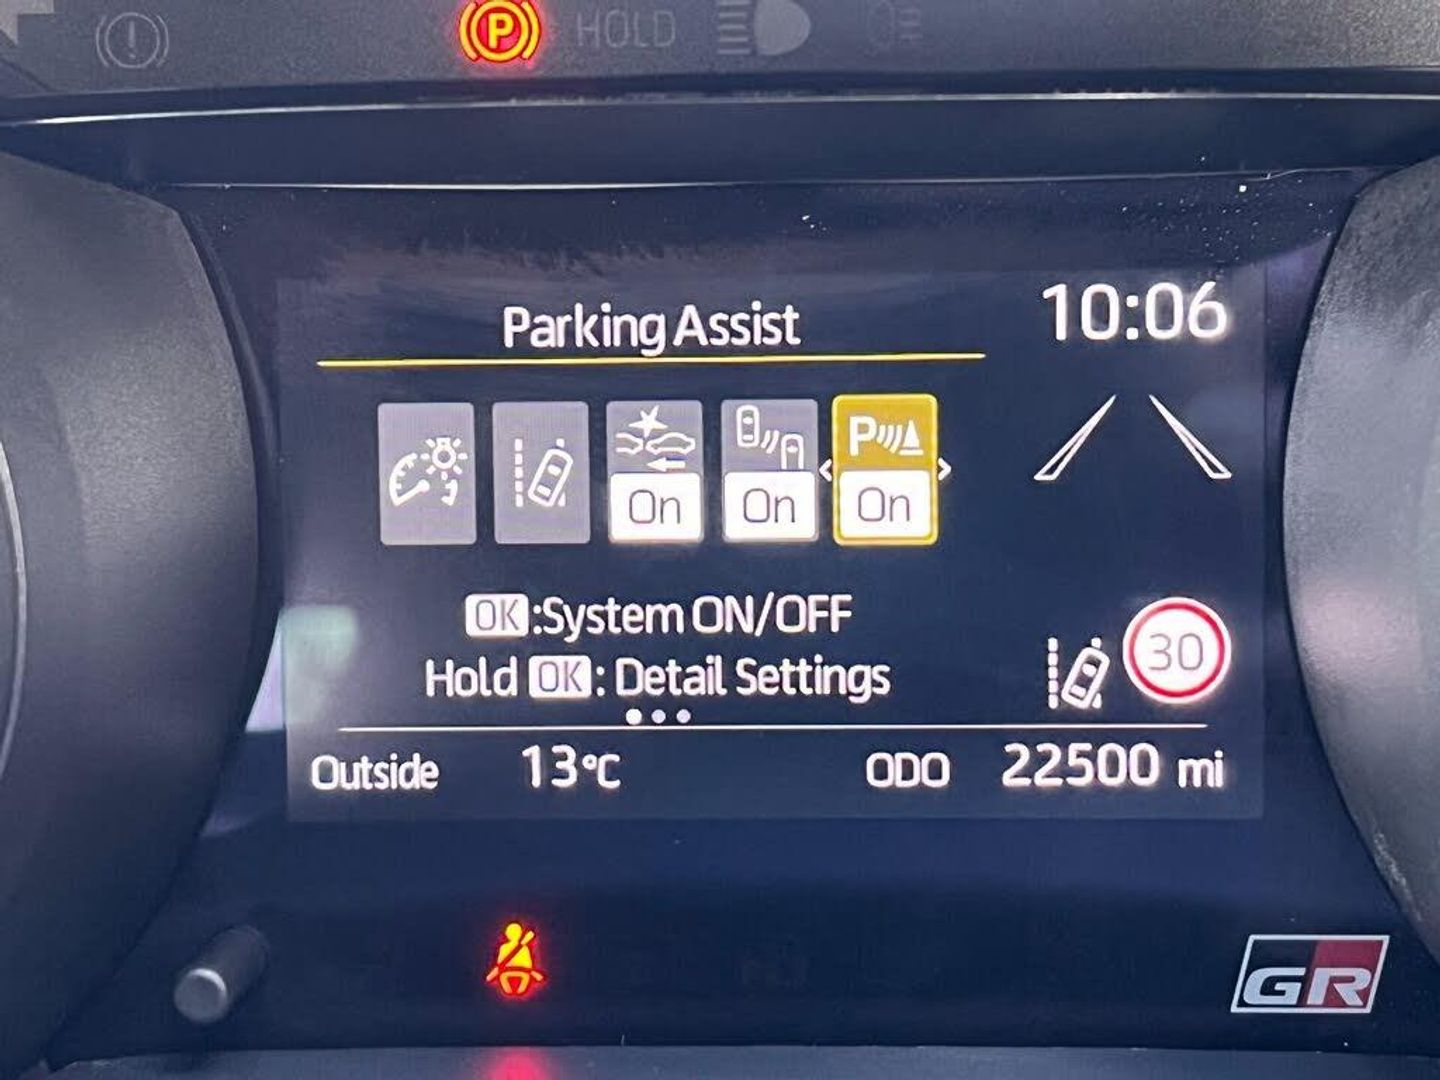 P HOLD
Parking Assist
10:06
On On P On
OK:System ON/OFF
Hold OK: Detail Settings
30
Outside 13°C ODO 22500 mi
GR